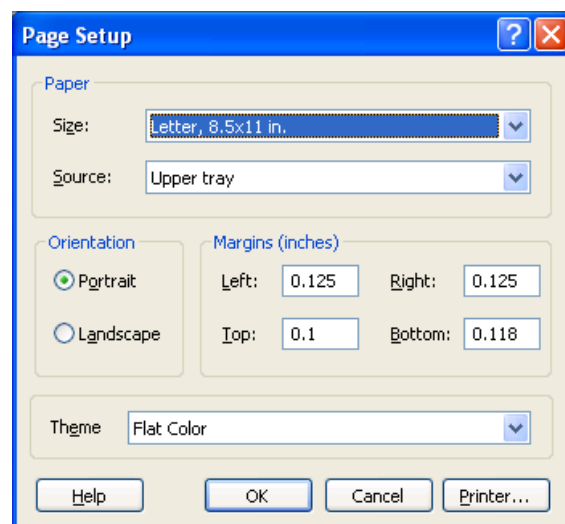 Page Setup
Paper
Size: Letter, 8.5x11 in.
Source: Upper tray
Orientation
Portrait
Landscape
Margins (inches)
Left: 0.125 Right: 0.125
Top: 0.1 Bottom: 0.118
Theme Flat Color
Help OK Cancel Printer...